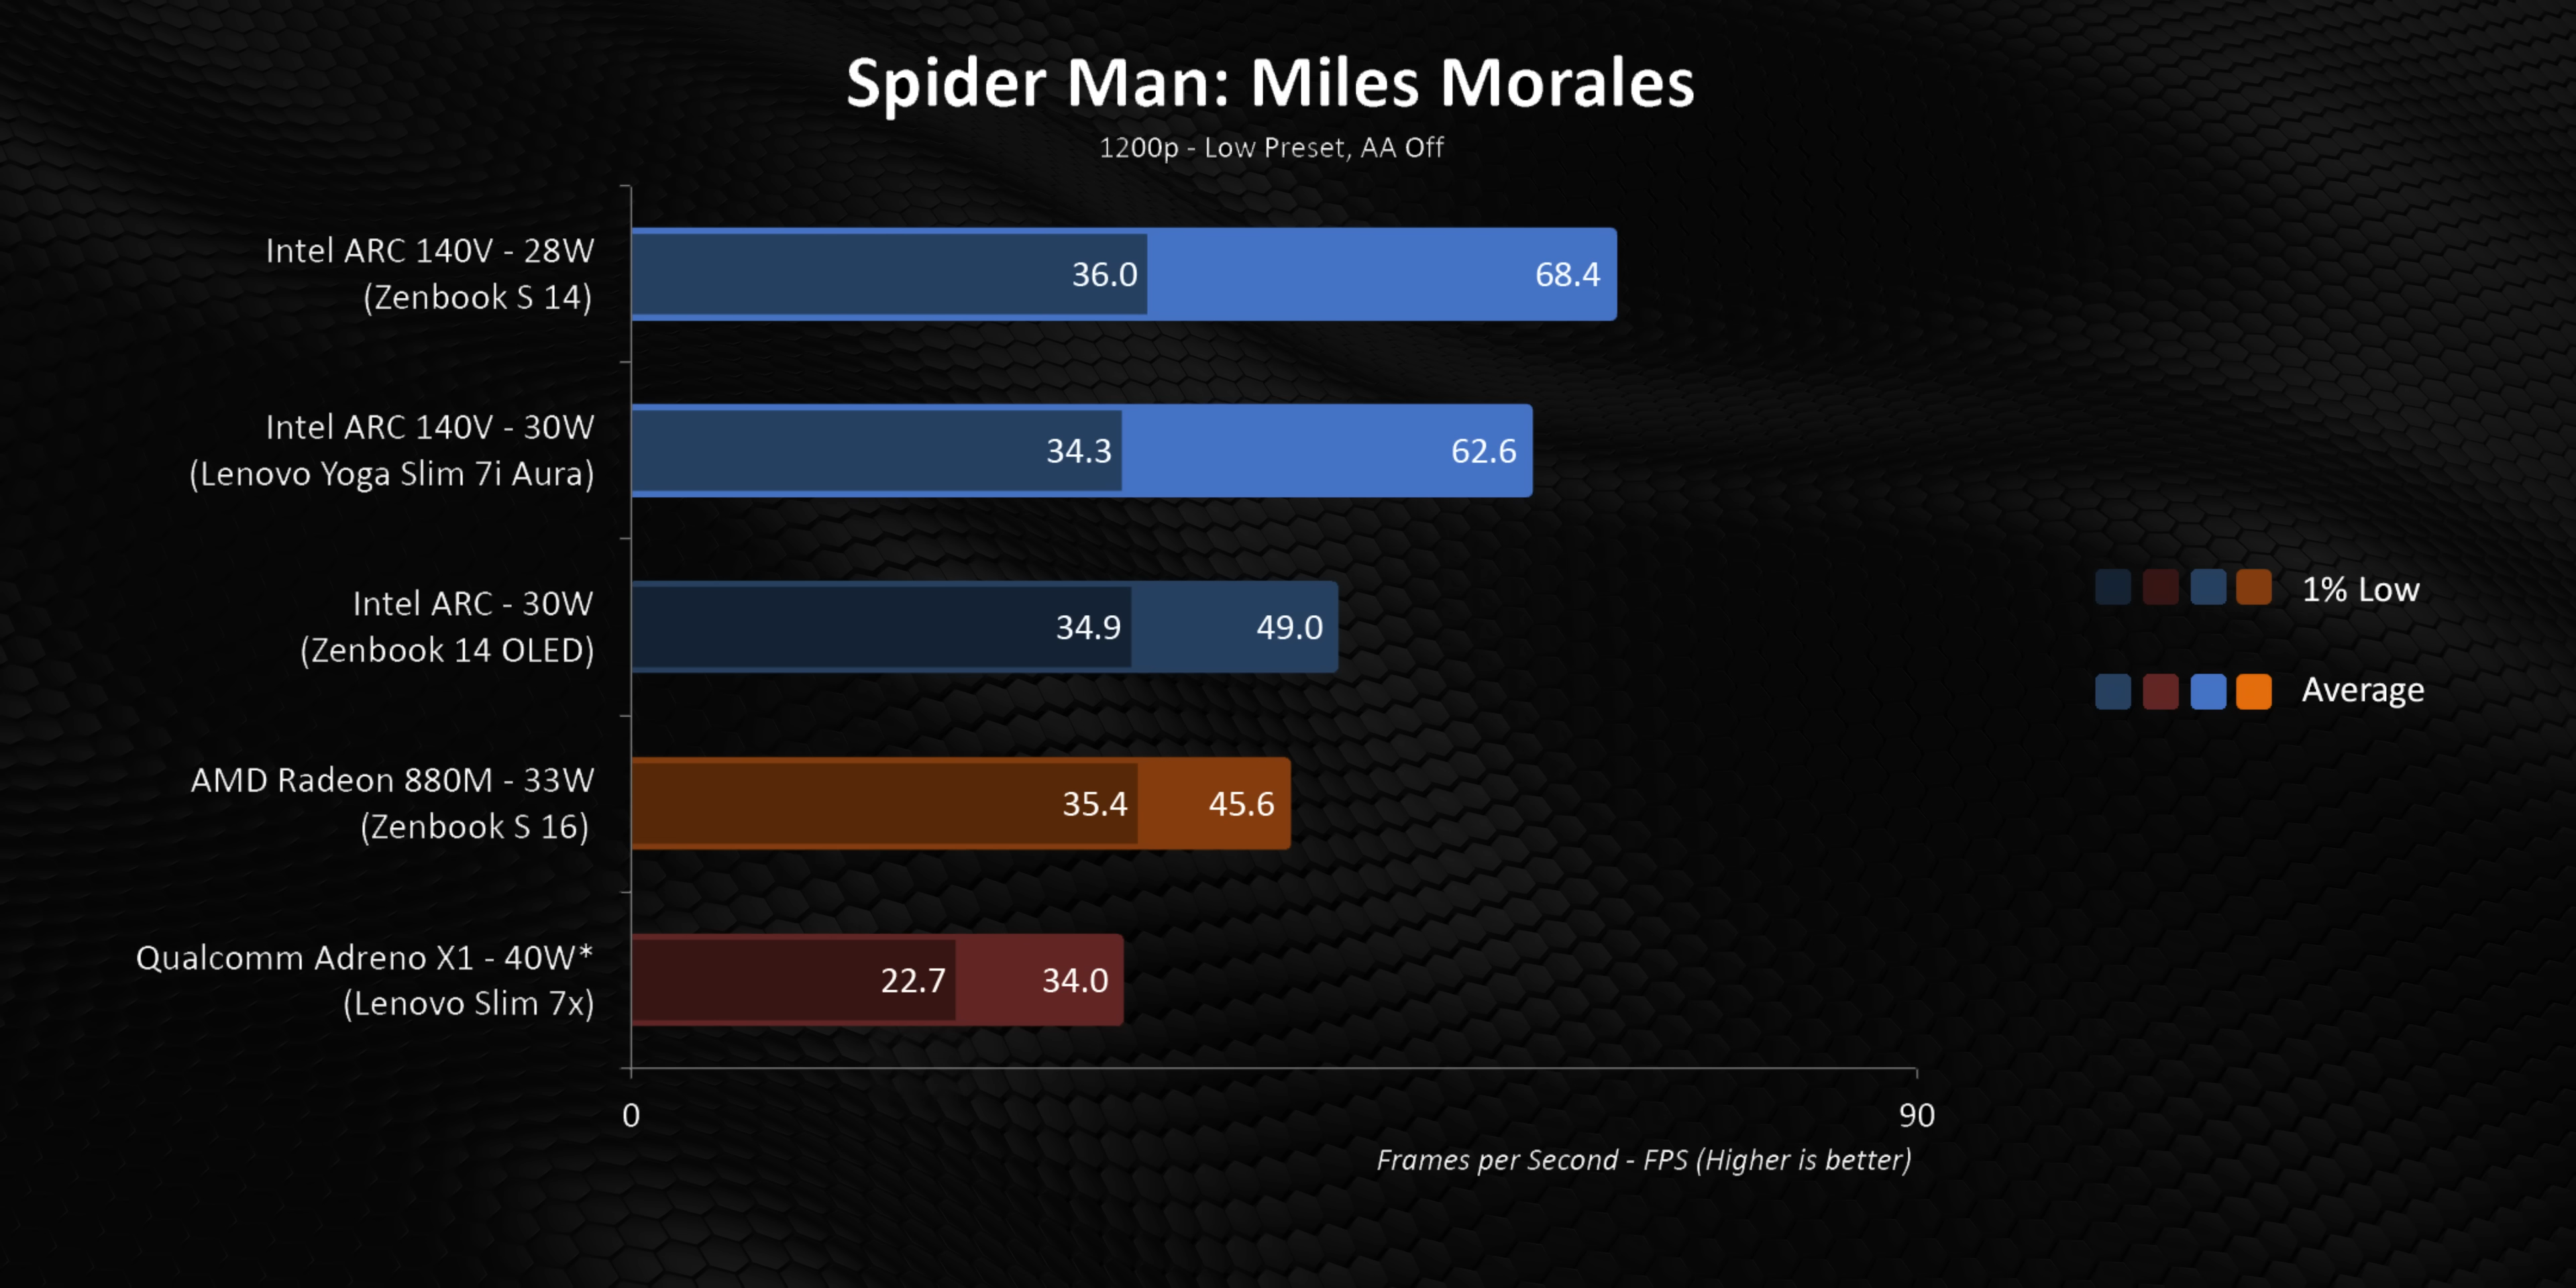 Spider Man: Miles Morales
1200p - Low Preset, AA Off
Intel ARC 140V - 28W
(Zenbook S 14)
36.0
68.4
Intel ARC 140V - 30W
(Lenovo Yoga Slim 7i Aura)
34.3
62.6
Intel ARC - 30W
(Zenbook 14 OLED)
34.9
49.0
AMD Radeon 880M - 33W
(Zenbook S 16)
35.4
45.6
Qualcomm Adreno X1 - 40W*
(Lenovo Slim 7x)
22.7
34.0
1% Low
Average
0
90
Frames per Second - FPS (Higher is better)